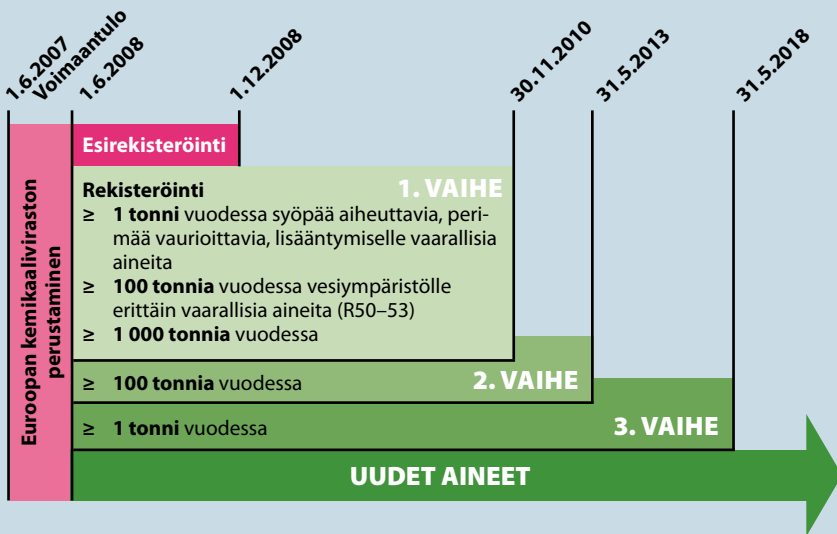 1.6.2007
Voimaantulo
1.6.2008
1.12.2008
30.11.2010
31.5.2013
31.5.2018
Euroopan kemikaaliviraston
perustaminen
Esirekisteröinti
Rekisteröinti
1. VAIHE
≥ 1 tonni vuodessa syöpää aiheuttavia, peri-
mää vaurioittavia, lisääntymiselle vaarallisia
aineita
≥ 100 tonnia vuodessa vesiympäristölle
erittäin vaarallisia aineita (R50–53)
≥ 1 000 tonnia vuodessa
≥ 100 tonnia vuodessa
2. VAIHE
≥ 1 tonni vuodessa
3. VAIHE
UUDET AINEET